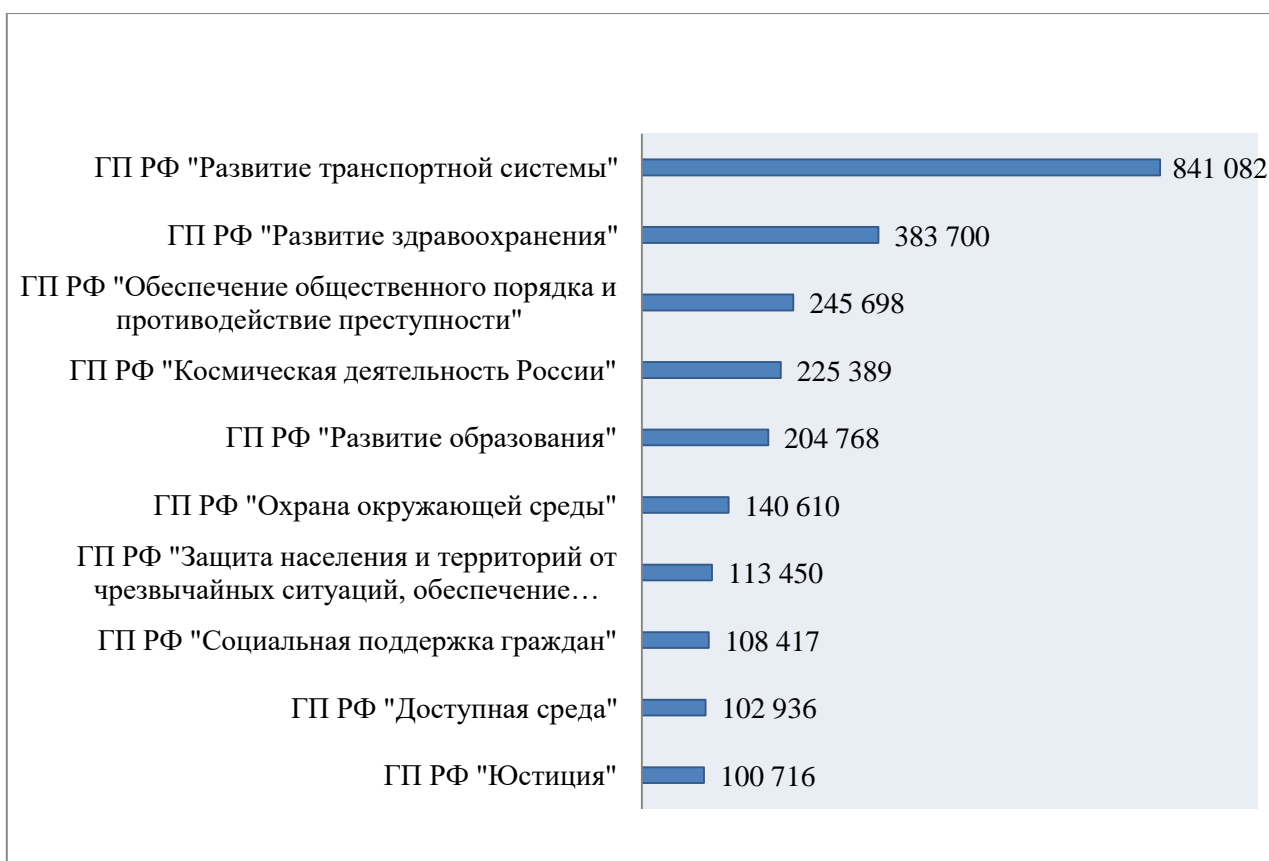 ГП РФ "Развитие транспортной системы"
841 082
ГП РФ "Развитие здравоохранения"
383 700
ГП РФ "Обеспечение общественного порядка и
противодействие преступности"
245 698
ГП РФ "Космическая деятельность России"
225 389
ГП РФ "Развитие образования"
204 768
ГП РФ "Охрана окружающей среды"
140 610
ГП РФ "Защита населения и территорий от
чрезвычайных ситуаций, обеспечение…
113 450
ГП РФ "Социальная поддержка граждан"
108 417
ГП РФ "Доступная среда"
102 936
ГП РФ "Юстиция"
100 716